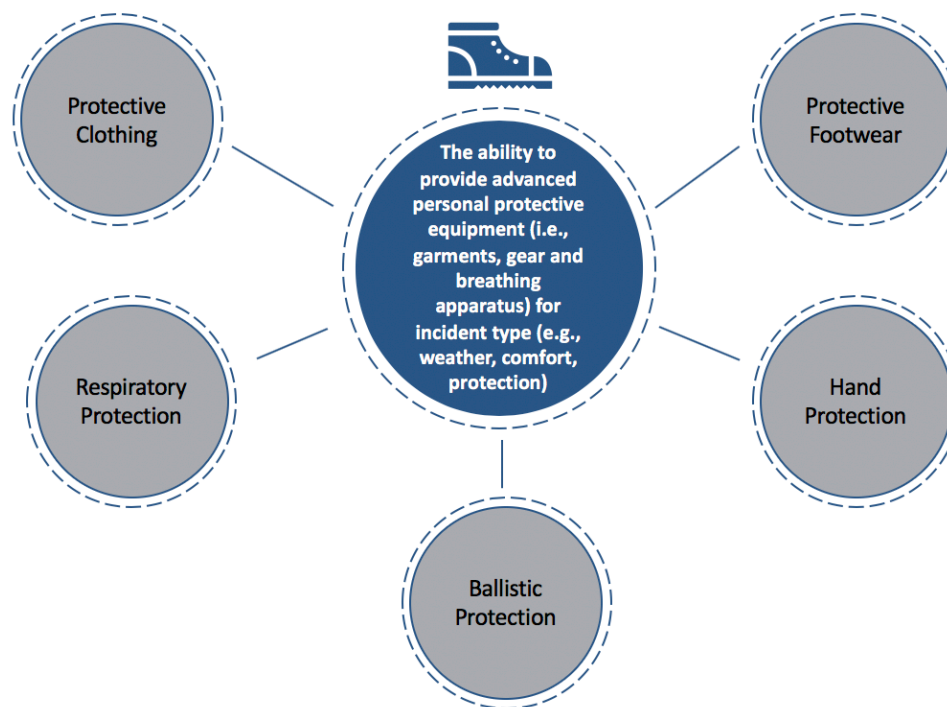 Protective
Clothing
The ability to
provide advanced
personal protective
equipment (i.e.,
garments, gear and
breathing
apparatus) for
incident type (e.g.,
weather, comfort,
protection)
Protective
Footwear
Respiratory
Protection
Hand
Protection
Ballistic
Protection